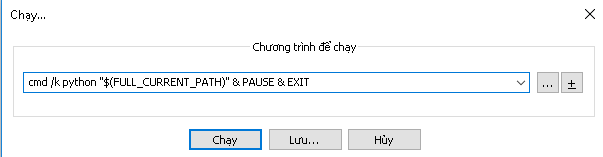 Chạy...
Chương trình để chạy
cmd /k python "$(FULL_CURRENT_PATH)" & PAUSE & EXIT
... ±
Chạy Lưu... Hủy